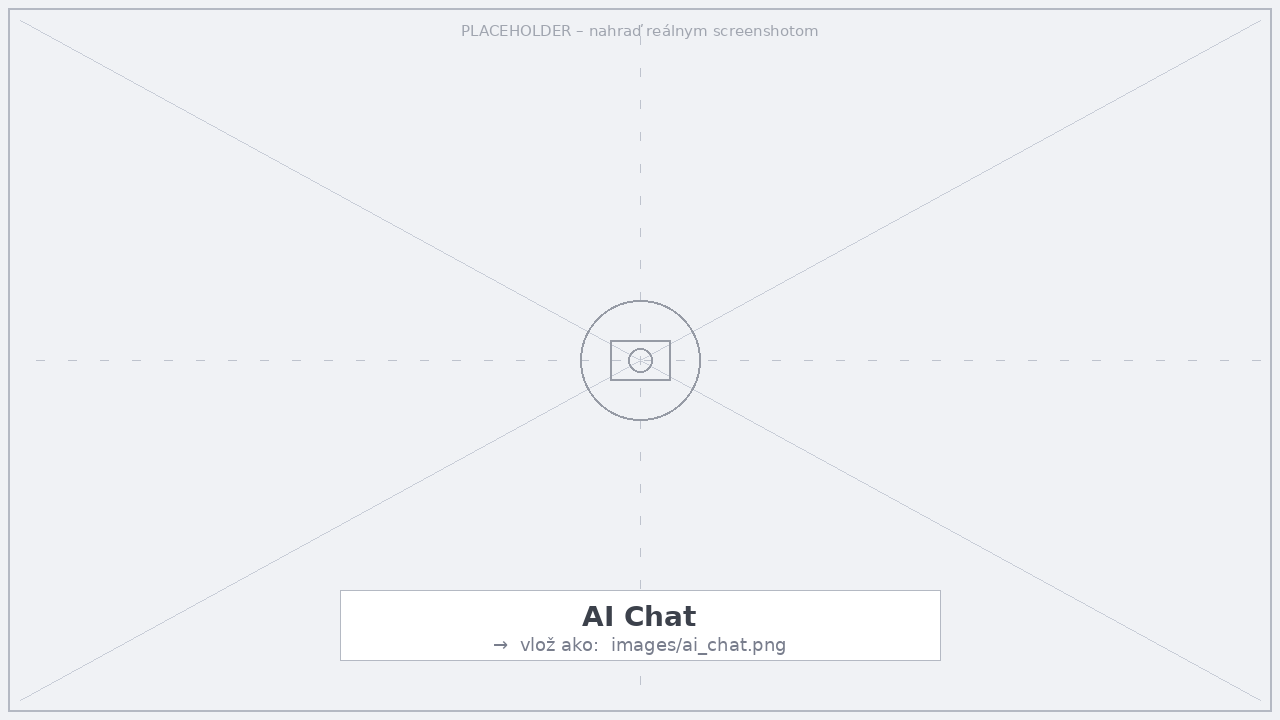 PLACEHOLDER – nahraď reálnym screenshotom
AI Chat
→ vlož ako: images/ai_chat.png